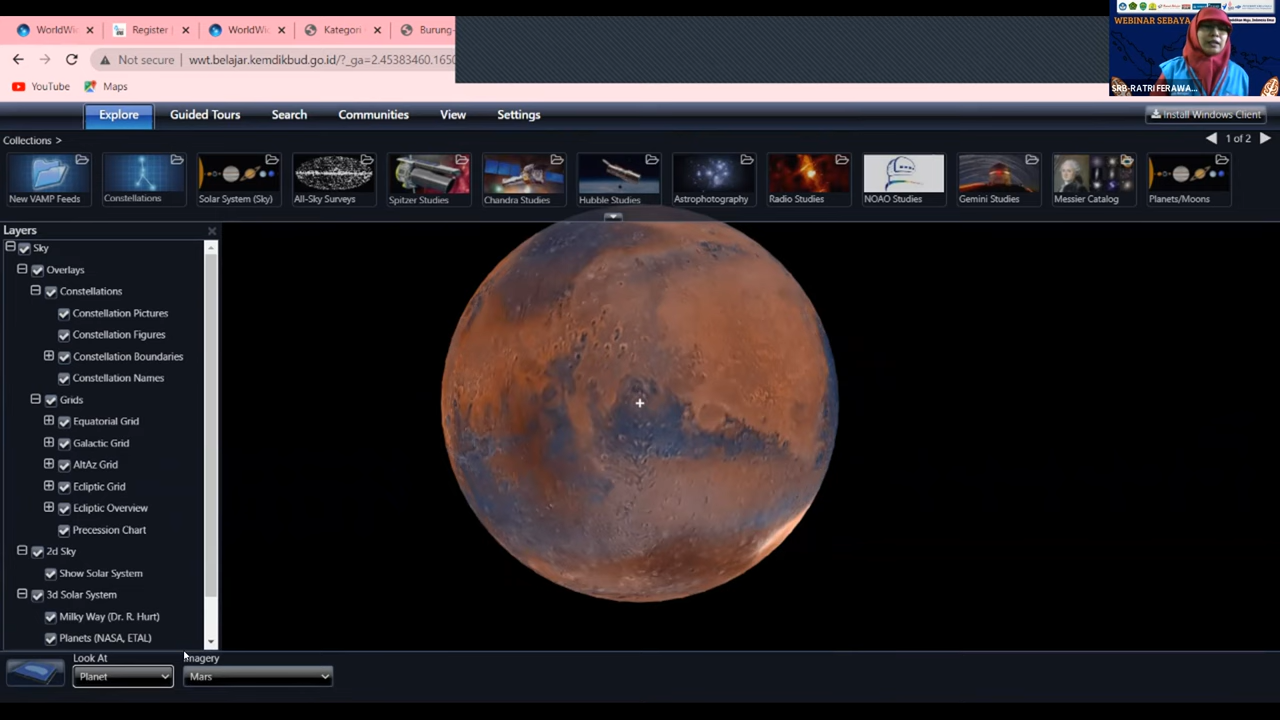 WorldWi
Register /
WorldWi
Kategori
Burung-
WEBINAR SEBAYA
Not secure
wwt.belajar.kemdikbud.go.id/?_ga=2.45383460.1650
SRB-RATRI FERAWA...
YouTube
Maps
Explore
Guided Tours
Search
Communities
View
Settings
Install Windows Client
Collections >
1 of 2
New VAMP Feeds
Constellations
Solar System (Sky)
All-Sky Surveys
Spitzer Studies
Chandra Studies
Hubble Studies
Astrophotography
Radio Studies
NOAO Studies
Gemini Studies
Messier Catalog
Planets/Moons
Layers
Sky
Overlays
Constellations
Constellation Pictures
Constellation Figures
Constellation Boundaries
Constellation Names
Grids
Equatorial Grid
Galactic Grid
AltAz Grid
Ecliptic Grid
Ecliptic Overview
Precession Chart
2d Sky
Show Solar System
3d Solar System
Milky Way (Dr. R. Hurt)
Planets (NASA, ETAL)
Look At
Imagery
Planet
Mars